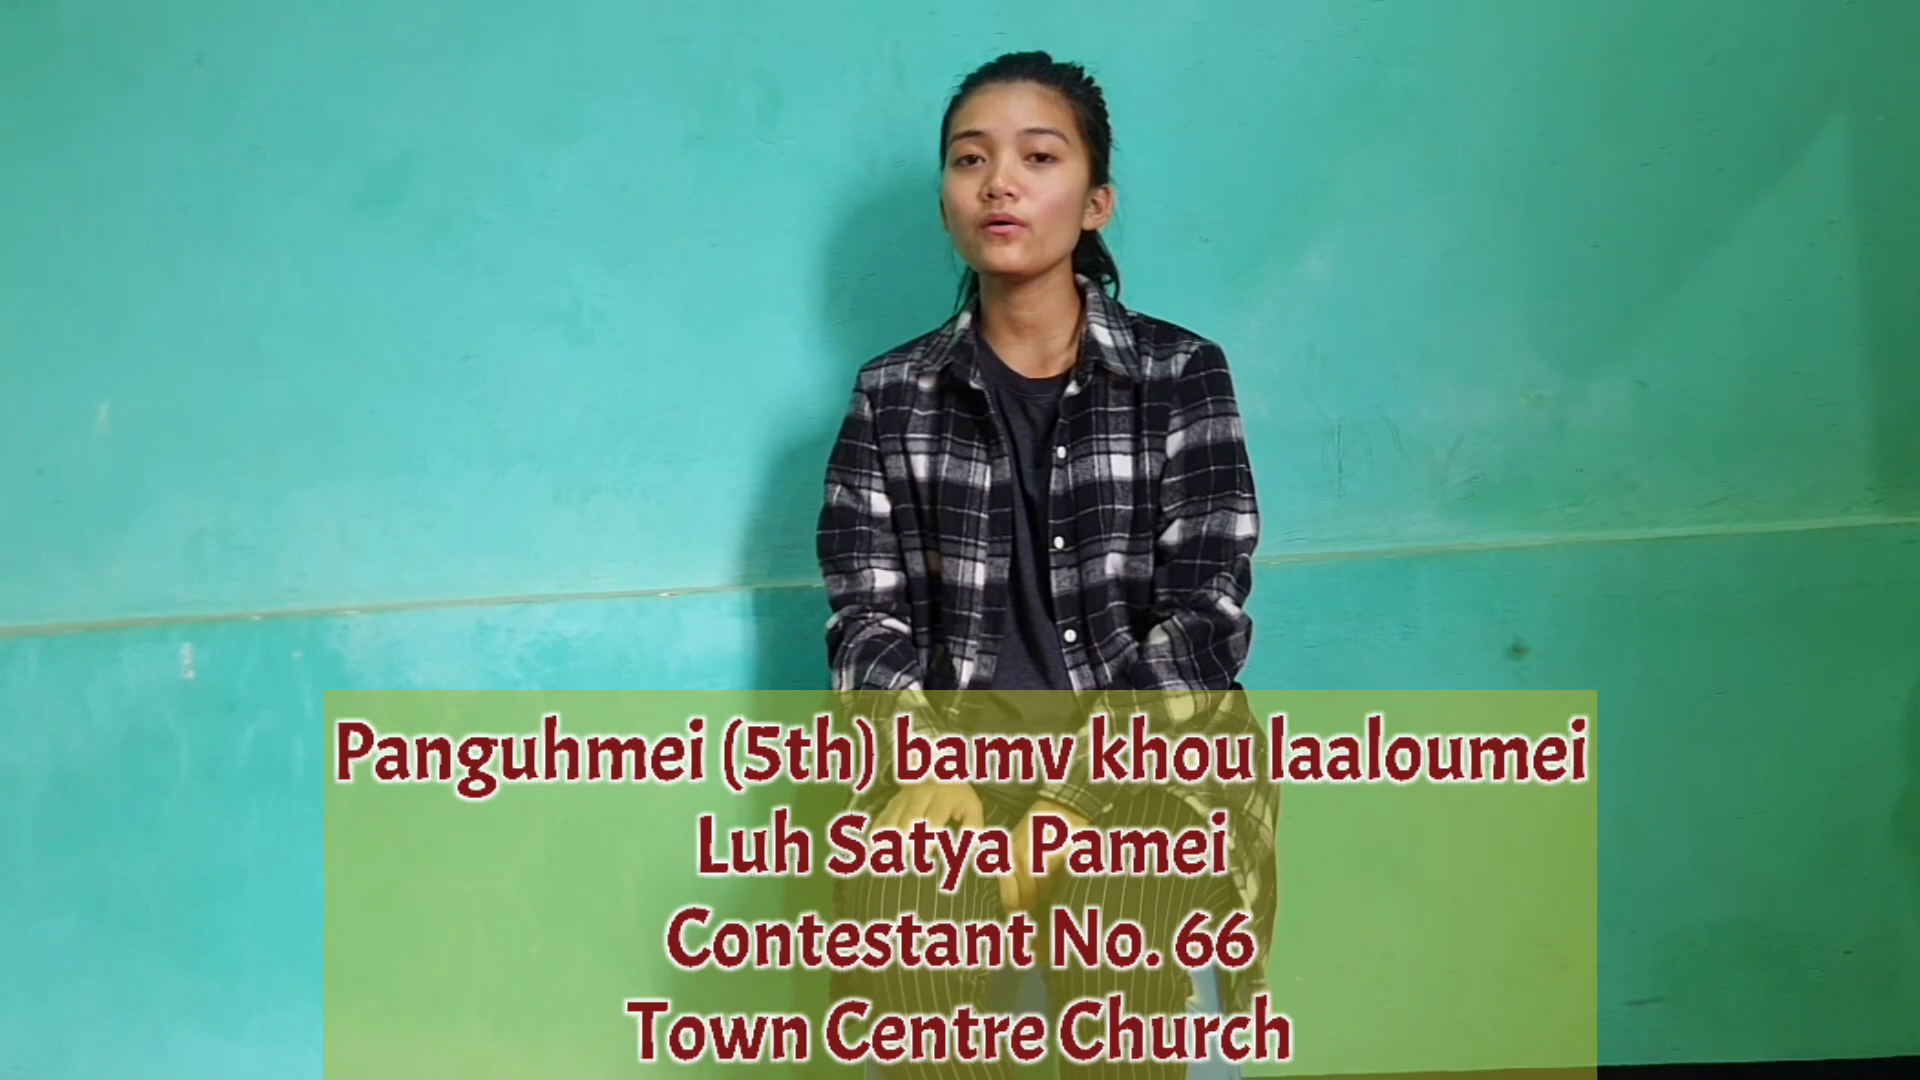 Panguhmei (5th) bamv khou laaloumei
Luh Satya Pamei
Contestant No. 66
Town Centre Church